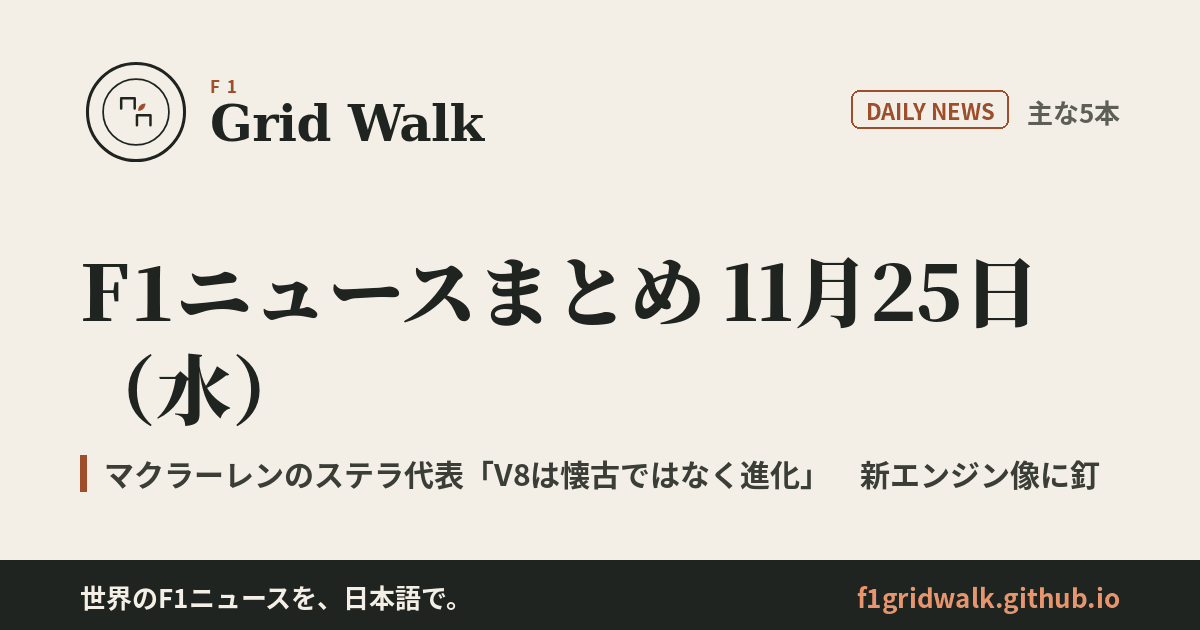 F1
Grid Walk
DAILY NEWS 主な5本
F1ニュースまとめ 11月25日
（水）
マクラーレンのステラ代表「V8は懐古ではなく進化」　新エンジン像に釘
世界のF1ニュースを、日本語で。
f1gridwalk.github.io